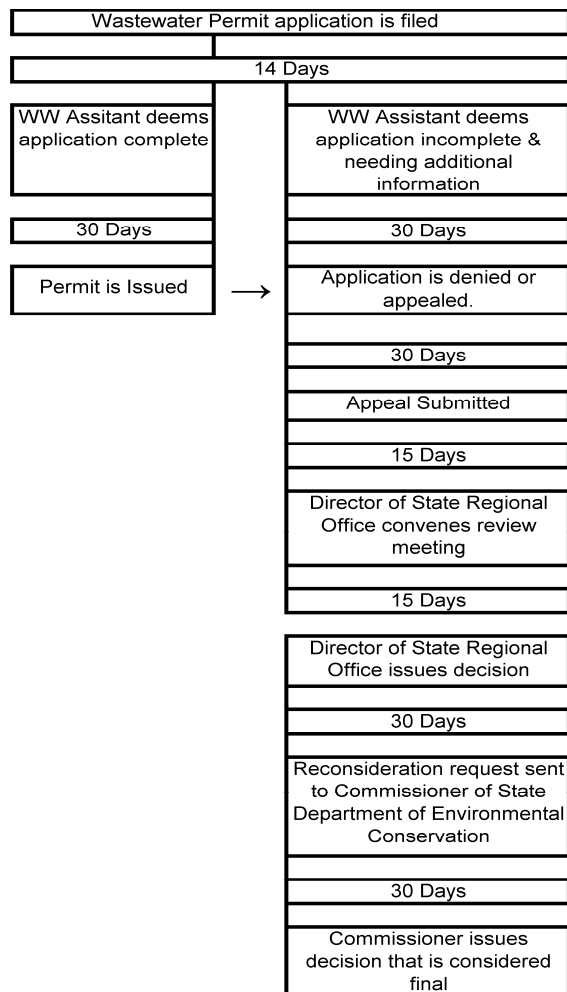 Wastewater Permit application is filed
14 Days
WW Assitant deems
application complete
30 Days
Permit is Issued
→
WW Assistant deems
application incomplete &
needing additional
information
30 Days
Application is denied or
appealed.
30 Days
Appeal Submitted
15 Days
Director of State Regional
Office convenes review
meeting
15 Days
Director of State Regional
Office issues decision
30 Days
Reconsideration request sent
to Commissioner of State
Department of Environmental
Conservation
30 Days
Commissioner issues
decision that is considered
final